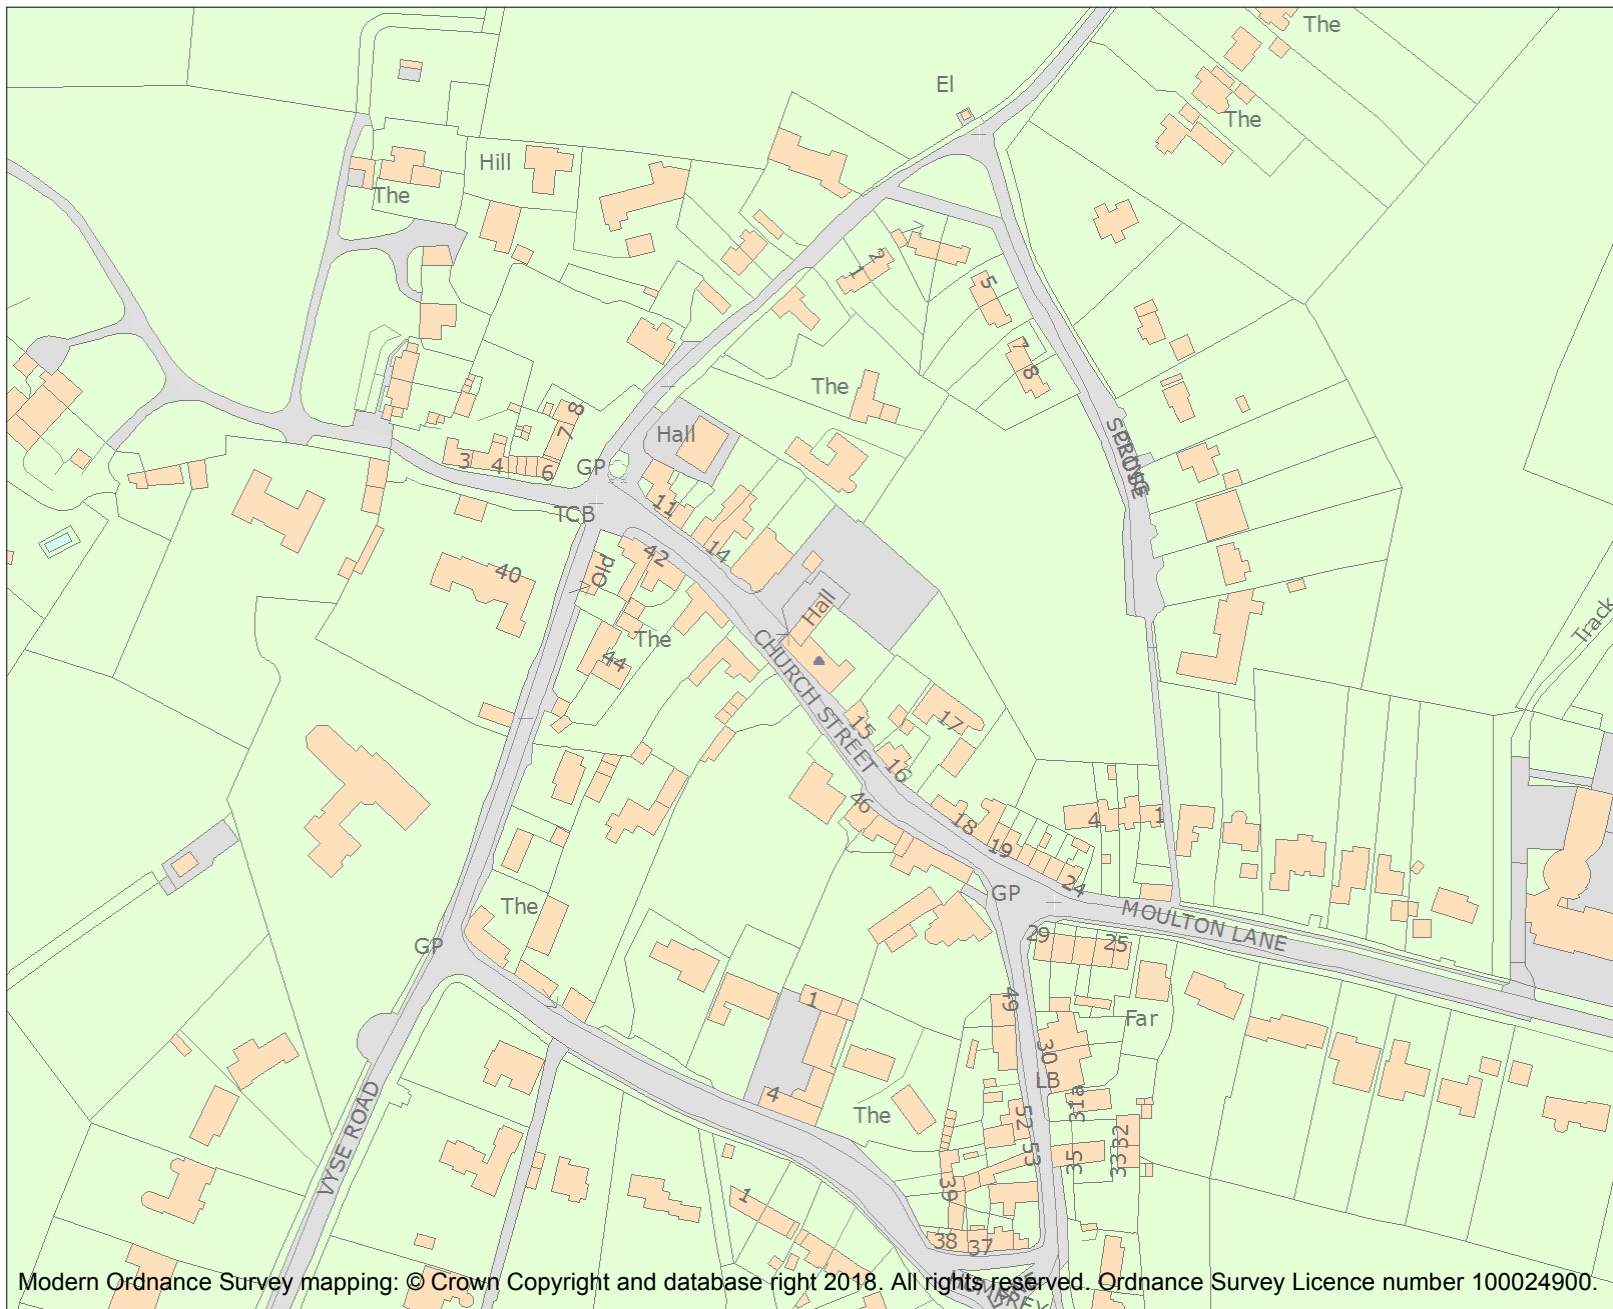 The
El
The
Hill
The
2
1
7
5
7
8
The
8
Hall
SPROSE
7
3
4
6
GP
11
TCB
14
42
Old
40
Hall
The
44
Track
CHURCH STREET
15
17
16
46
18
4
1
19
24
GP
The
MOULTON LANE
29
25
GP
1
49
Far
30
LB
4
31a
The
52
VYSE ROAD
53
32
35
33
1
39
38
37
Modern Ordnance Survey mapping: © Crown Copyright and database right 2018. All rights reserved. Ordnance Survey Licence number 100024900.